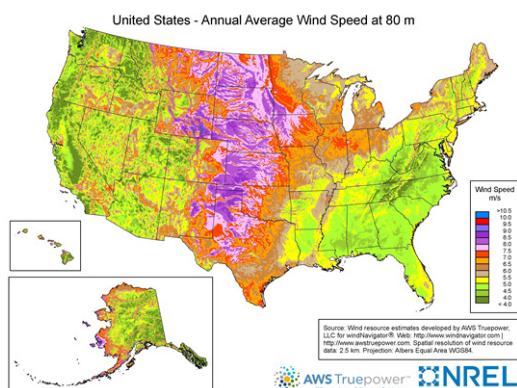 United States - Annual Average Wind Speed at 80 m
Wind Speed
m/s
>10.5
10.5
10.0
9.5
9.0
8.5
8.0
7.5
7.0
6.5
6.0
5.5
5.0
4.5
4.0
< 4.0
Source: Wind resource estimates developed by AWS Truepower,
LLC for windNavigator®. Web: http://www.windnavigator.com |
http://www.awstruepower.com. Spatial resolution of wind resource
data: 2.5 km. Projection: Albers Equal Area WGS84.
AWS Truepower™
NREL